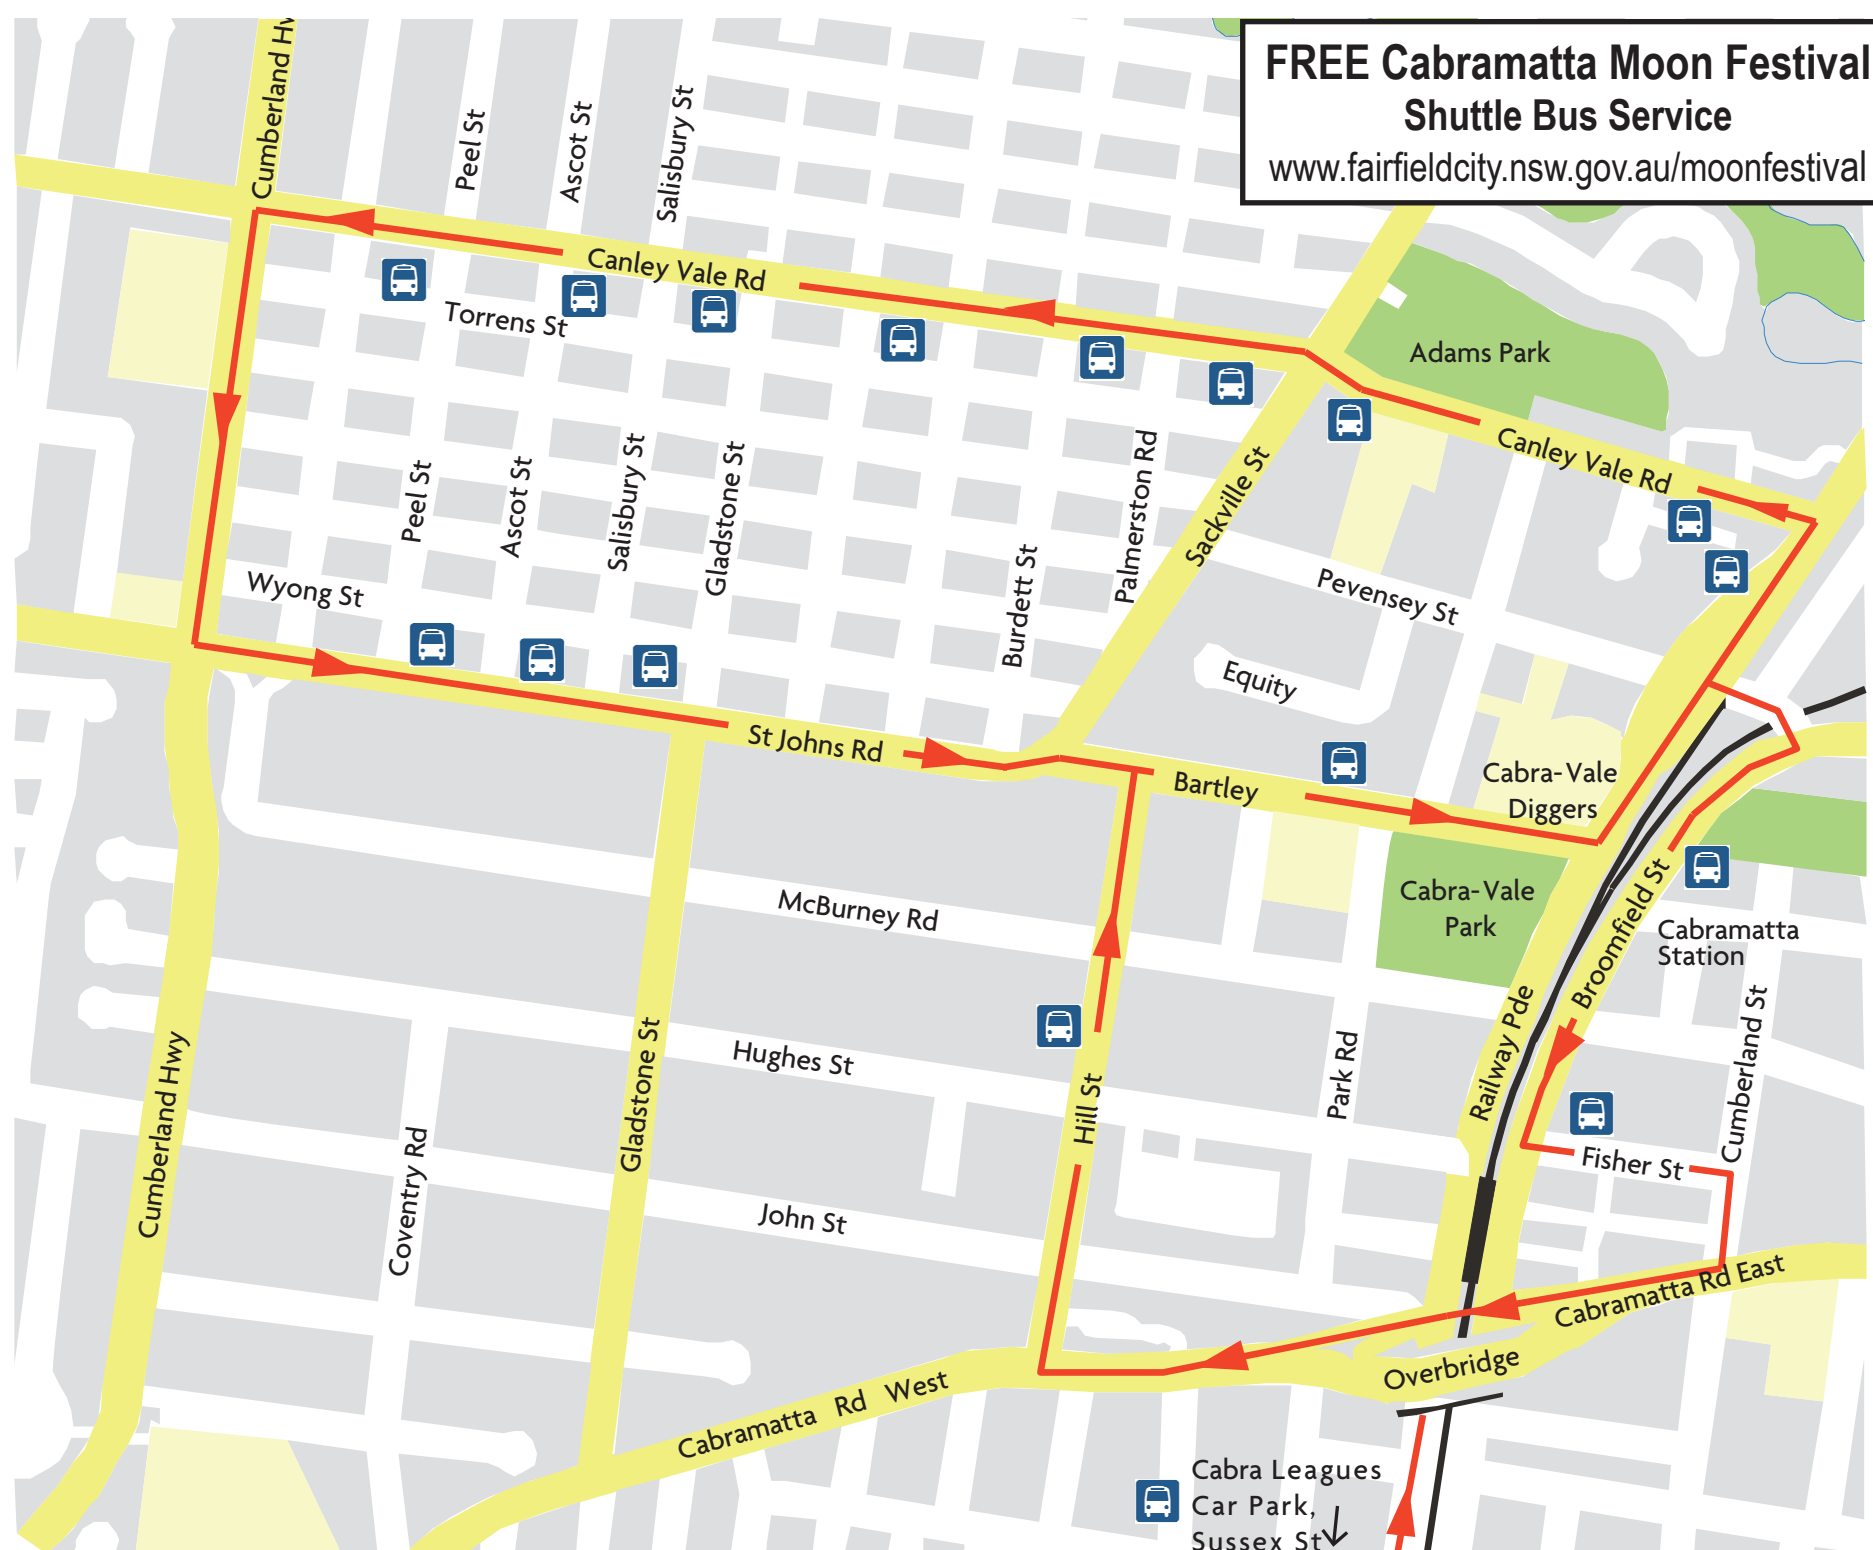 FREE Cabramatta Moon Festival
Shuttle Bus Service
www.fairfieldcity.nsw.gov.au/moonfestival
Cumberland Hw
Peel St
Ascot St
Salisbury St
Canley Vale Rd
Torrens St
Adams Park
Canley Vale Rd
Peel St
Ascot St
Salisbury St
Gladstone St
Burdett St
Palmerston Rd
Sackville St
Wyong St
Pevensey St
Equity
St Johns Rd
Bartley
Cabra-Vale
Diggers
McBurney Rd
Cabra-Vale
Park
Broomfield St
Cabramatta
Station
Railway Pde
Cumberland St
Cumberland Hwy
Gladstone St
Hughes St
Hill St
Park Rd
Coventry Rd
Fisher St
John St
Cabramatta Rd East
Overbridge
Cabramatta Rd West
Cabra Leagues
Car Park,
Sussex St